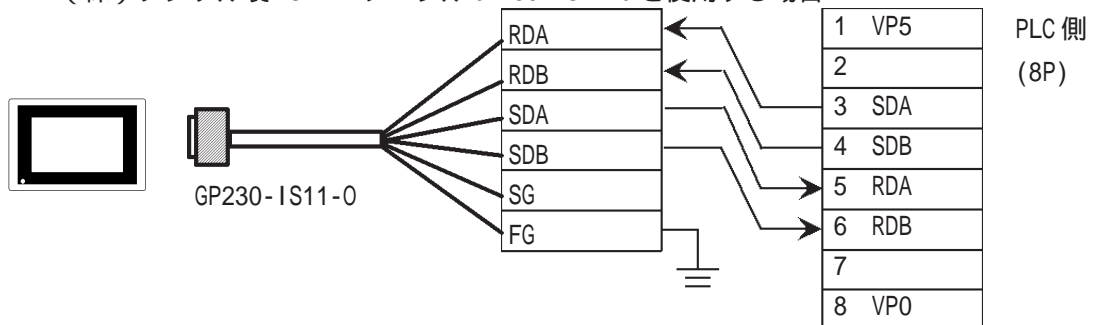 RDA
RDB
SDA
SDB
SG
FG
GP230-IS11-O
1 VP5
2
3 SDA
4 SDB
5 RDA
6 RDB
7
8 VP0
PLC 側
(8P)